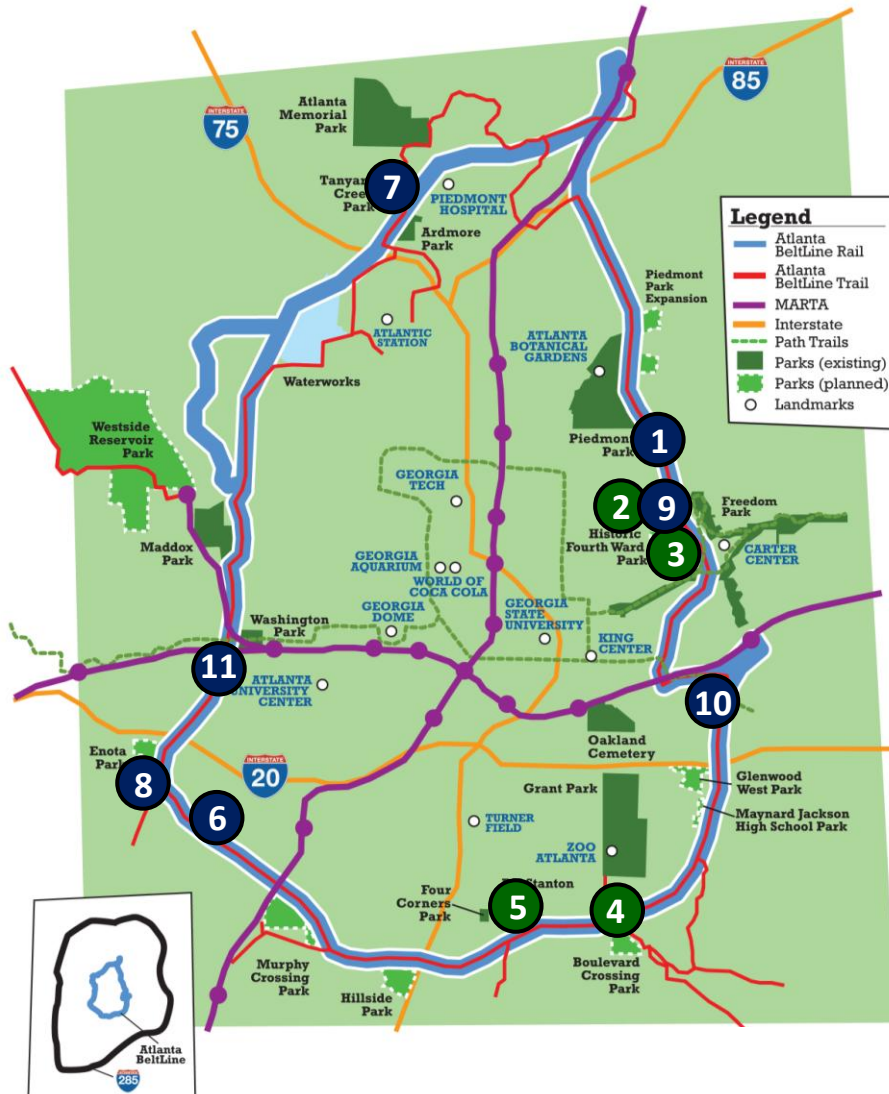 INTERSTATE
75
INTERSTATE
85
Atlanta
Memorial
Park
7
Tanyar
Cree
Park
PIEDMONT
HOSPITAL
Ardmore
Park
Legend
Atlanta
BeltLine Rail
Atlanta
BeltLine Trail
MARTA
Interstate
Path Trails
Parks (existing)
Parks (planned)
Landmarks
Piedmont
Park
Expansion
ATLANTIC
STATION
ATLANTA
BOTANICAL
GARDENS
Waterworks
Westside
Reservoir
Park
Piedmont
Park
1
GEORGIA
TECH
2
9
Freedom
Park
Historic
Fourth Ward
Park
3
CARTER
CENTER
Maddox
Park
GEORGIA
AQUARIUM
WORLD OF
COCA COLA
Washington
Park
GEORGIA
DOME
GEORGIA
STATE
UNIVERSITY
KING
CENTER
11
ATLANTA
UNIVERSITY
CENTER
10
Oakland
Cemetery
Enota
Park
8
INTERSTATE
20
Glenwood
West Park
Grant Park
Maynard Jackson
High School Park
6
TURNER
FIELD
ZOO
ATLANTA
Stanton
Four
Corners
Park
5
4
Murphy
Crossing
Park
Hillside
Park
Boulevard
Crossing
Park
Atlanta
BeltLine
285